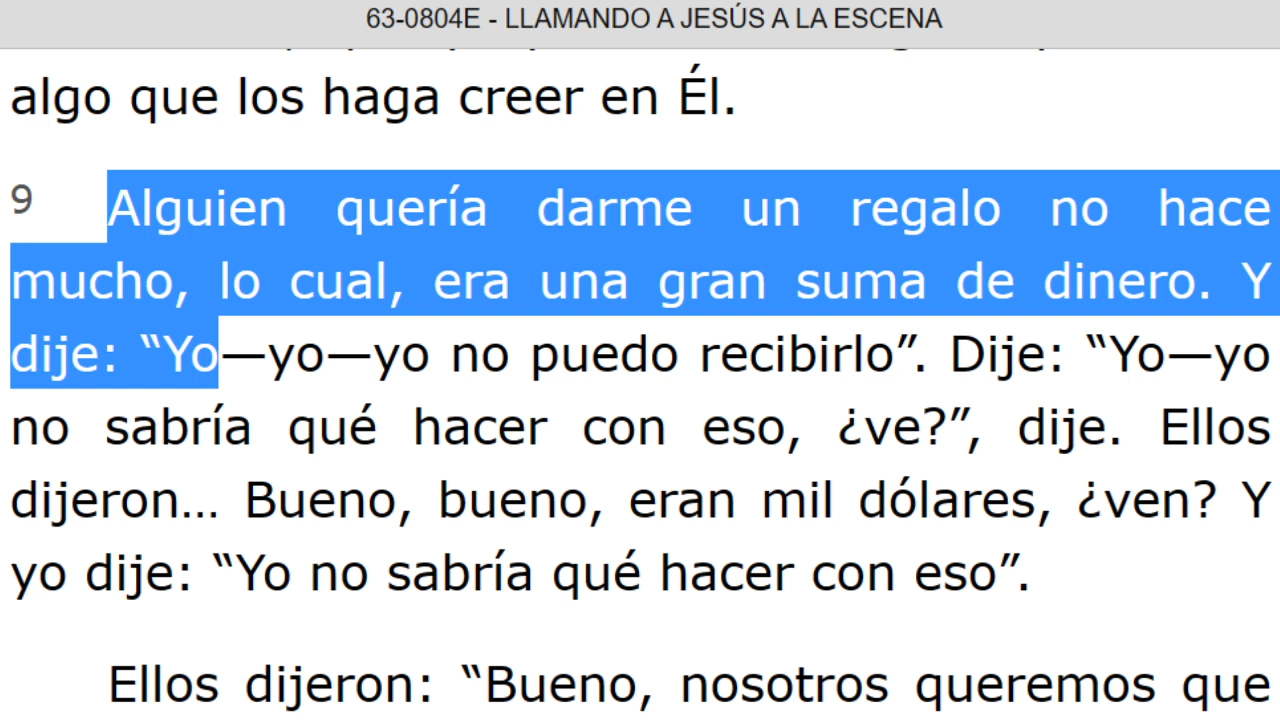 63-0804E - LLAMANDO A JESÚS A LA ESCENA
algo que los haga creer en Él.
9 Alguien quería darme un regalo no hace
mucho, lo cual, era una gran suma de dinero. Y
dije: “Yo—yo—yo no puedo recibirlo”. Dije: “Yo—yo
no sabría qué hacer con eso, ¿ve?”, dije. Ellos
dijeron… Bueno, bueno, eran mil dólares, ¿ven? Y
yo dije: “Yo no sabría qué hacer con eso”.
Ellos dijeron: “Bueno, nosotros queremos que